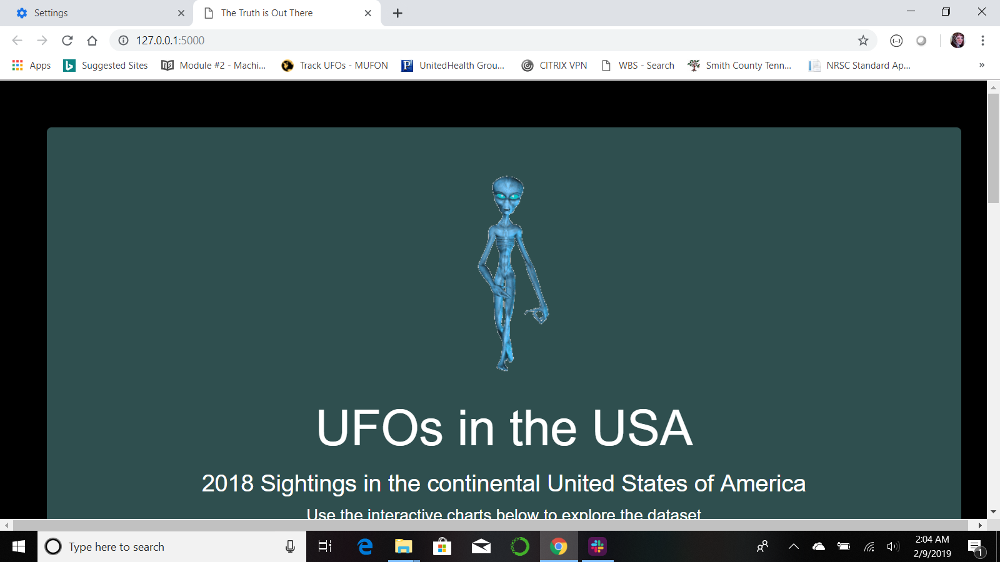 Settings
The Truth is Out There
127.0.0.1:5000
Apps
Suggested Sites
Module #2 - Machi...
Track UFOs - MUFON
UnitedHealth Grou...
CITRIX VPN
WBS - Search
Smith County Tenn...
NRSC Standard Ap...
»
UFOs in the USA
2018 Sightings in the continental United States of America
Use the interactive charts below to explore the dataset
Type here to search
2:04 AM
2/9/2019
1